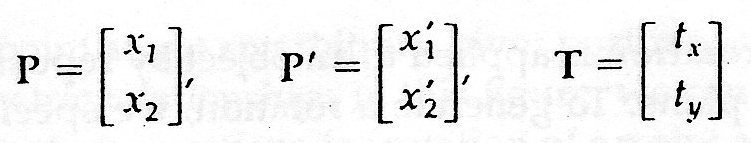 P = [x₁ x₂], P′ = [x′₁ x′₂], T = [tₓ t_y]